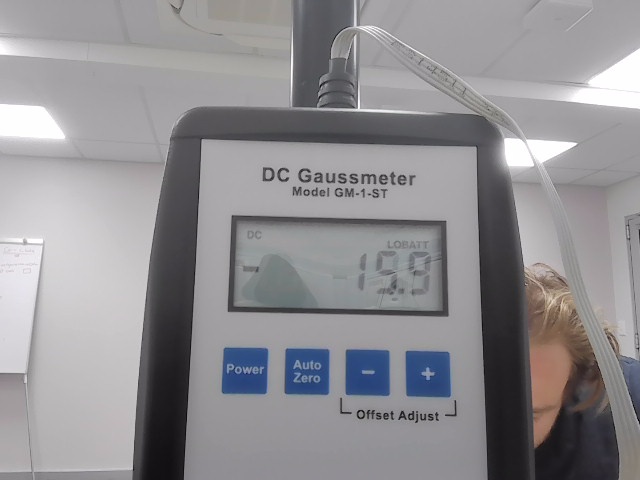 DC Gaussmeter
Model GM-1-ST
DC
LOBATT
-19.9
Power
Auto
Zero
-
+
Offset Adjust